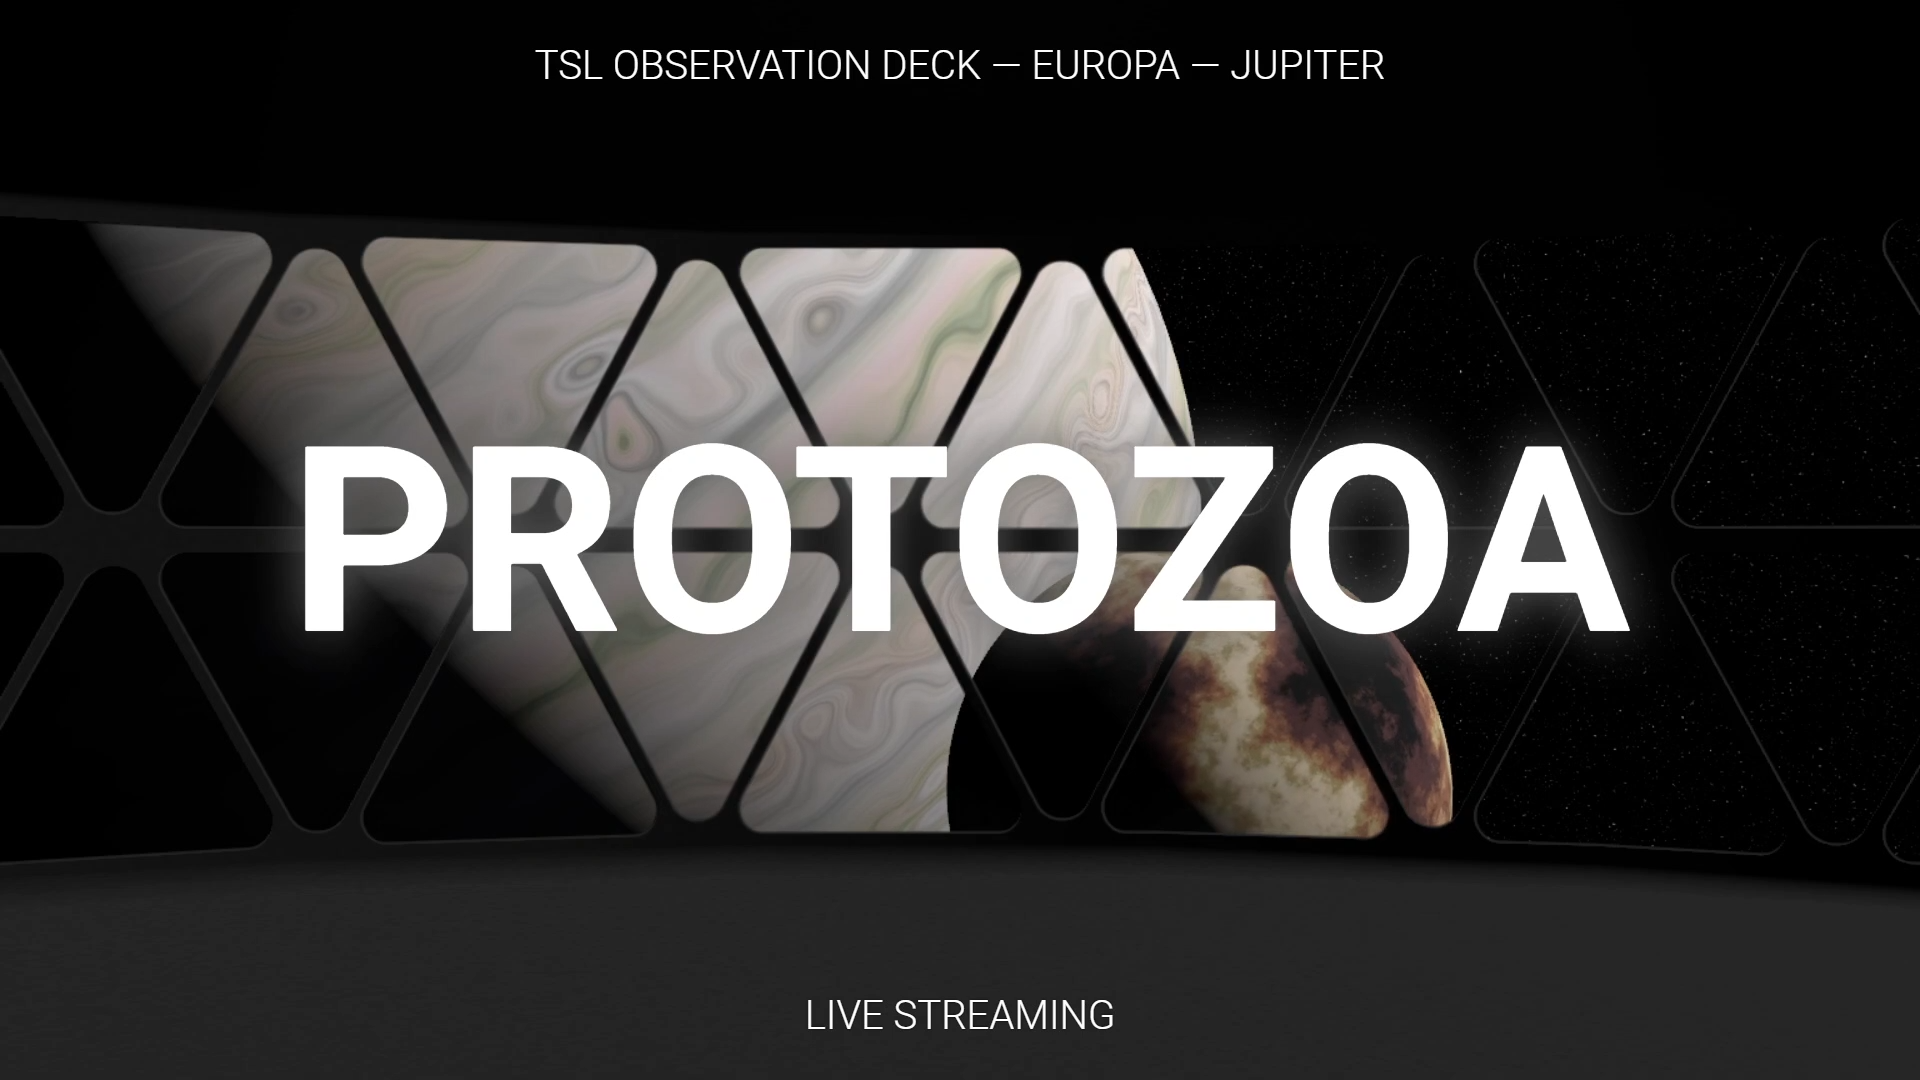 TSL OBSERVATION DECK — EUROPA — JUPITER
PROTOZOA
LIVE STREAMING